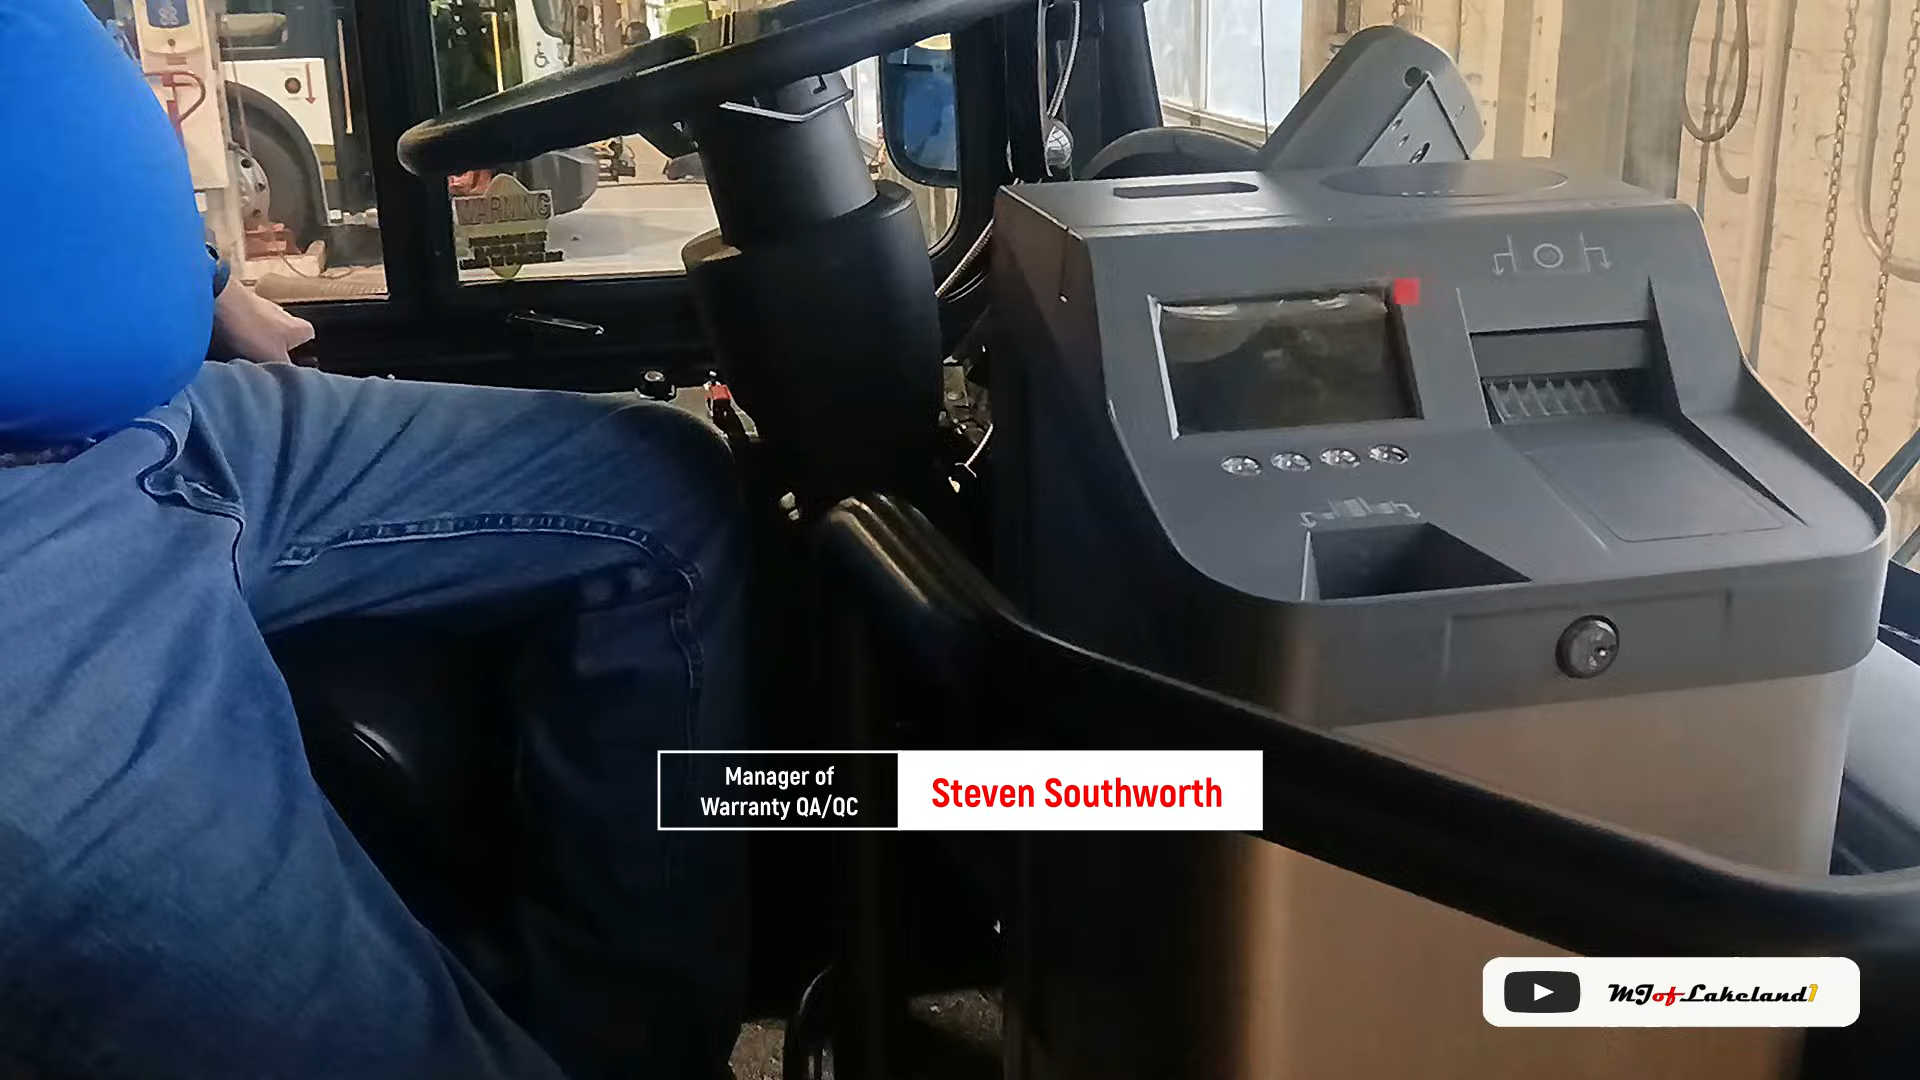 WARNING
Manager of
Warranty QA/QC
Steven Southworth
MJofLakeland1